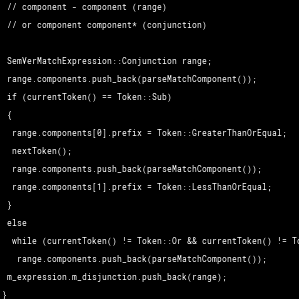 // component - component (range)
// or component component* (conjunction)
SemVerMatchExpression::Conjunction range;
range.components.push_back(parseMatchComponent());
if (currentToken() == Token::Sub)
{
range.components[0].prefix = Token::GreaterThanOrEqual;
nextToken();
range.components.push_back(parseMatchComponent());
range.components[1].prefix = Token::LessThanOrEqual;
}
else
while (currentToken() != Token::Or && currentToken() != To
range.components.push_back(parseMatchComponent());
m_expression.m_disjunction.push_back(range);
}